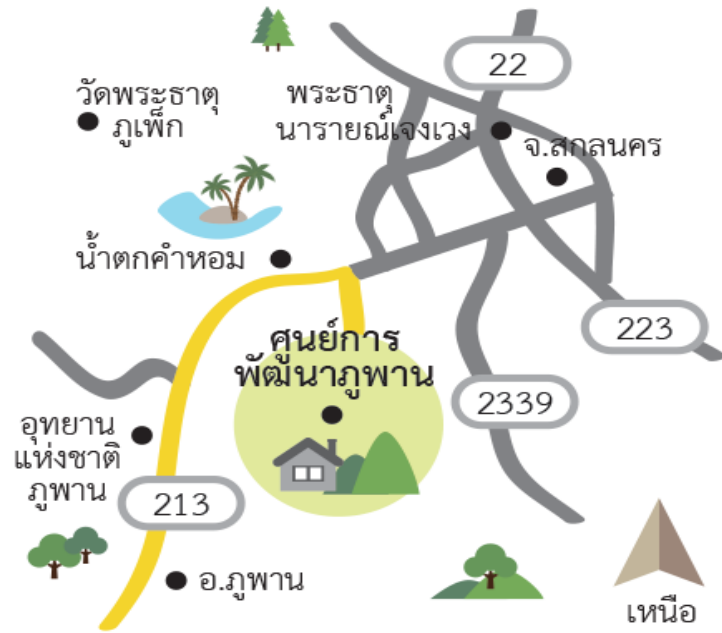 22
วัดพระธาตุ
ภูเพ็ก
พระธาตุ
นารายณ์เจงเวง
จ.สกลนคร
น้ำตกคำหอม
223
ศูนย์การ
พัฒนาภูพาน
2339
อุทยาน
แห่งชาติ
ภูพาน
213
อ.ภูพาน
เหนือ